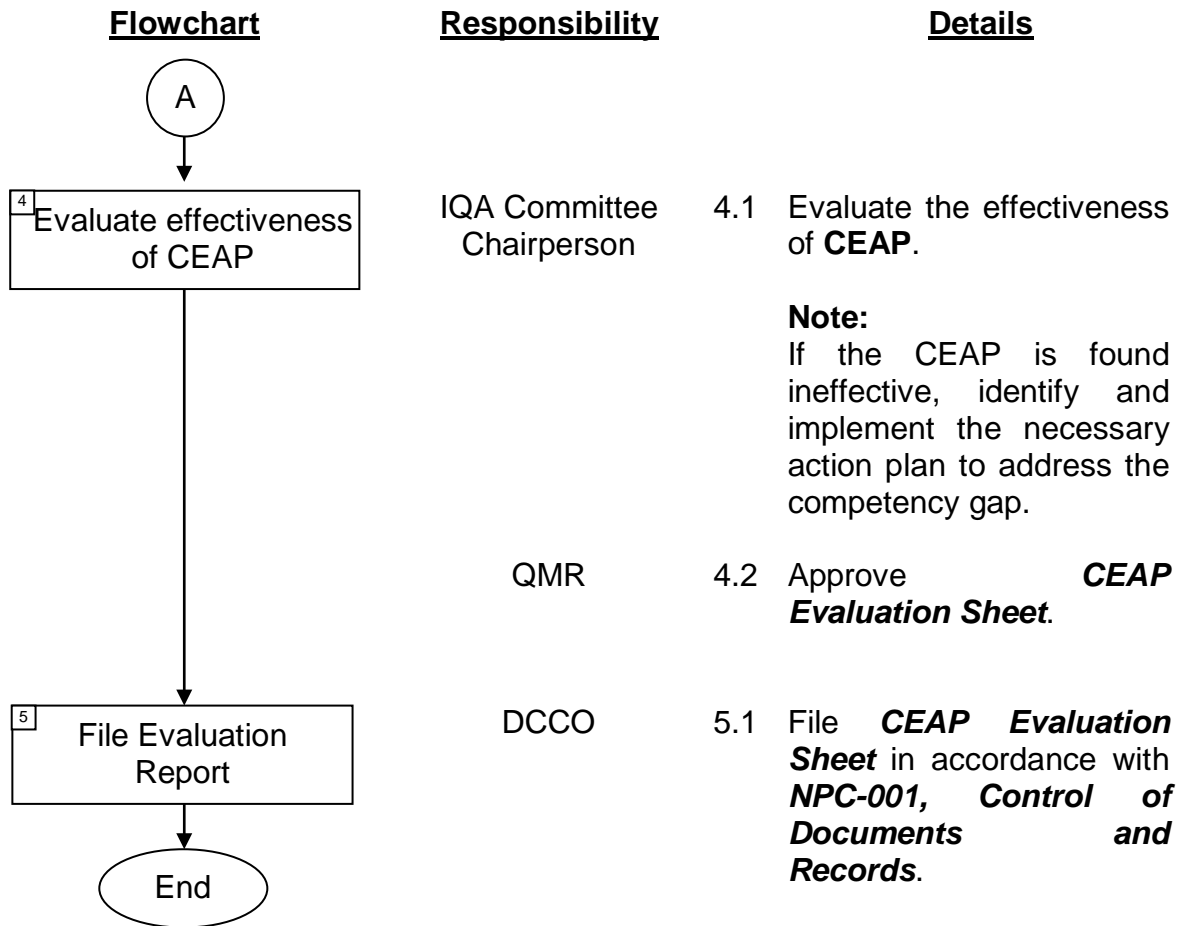 Flowchart
Responsibility
Details
A
4
Evaluate effectiveness
of CEAP
IQA Committee
Chairperson
4.1 Evaluate the effectiveness
of CEAP.
Note:
If the CEAP is found
ineffective, identify and
implement the necessary
action plan to address the
competency gap.
QMR
4.2 Approve CEAP
Evaluation Sheet.
5
File Evaluation
Report
DCCO
5.1 File CEAP Evaluation
Sheet in accordance with
NPC-001, Control of
Documents and
Records.
End